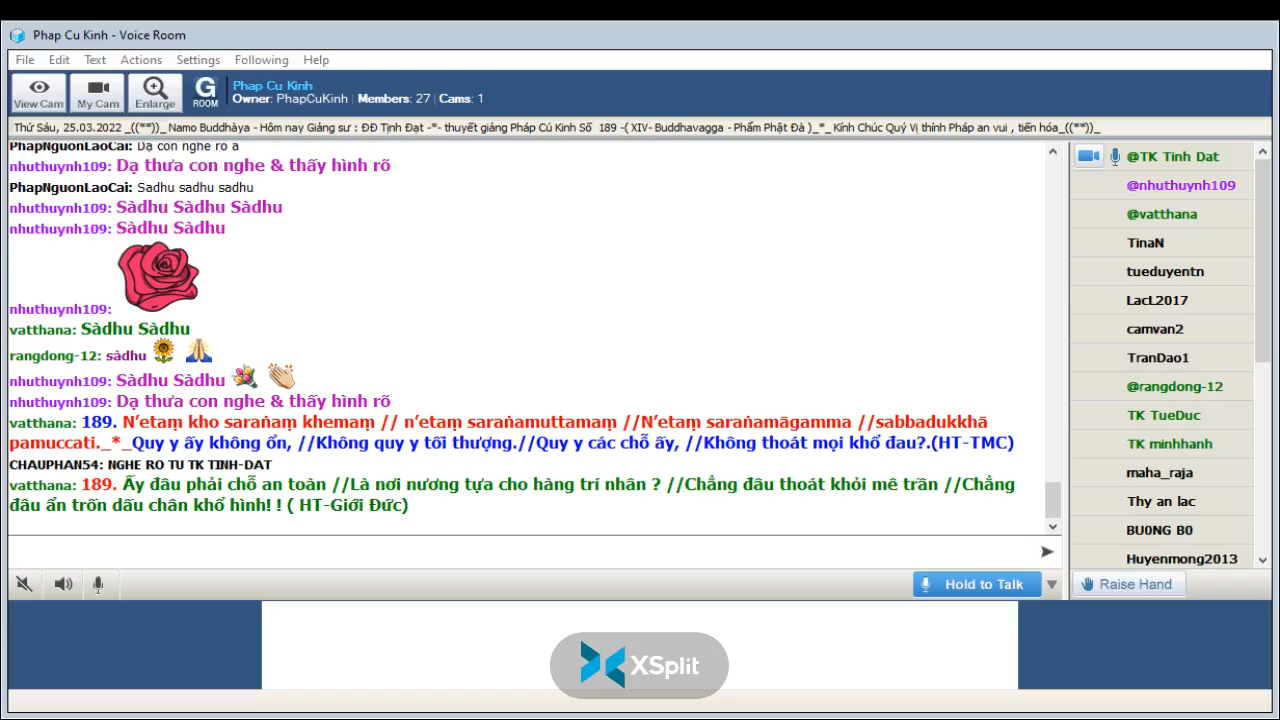 Phap Cu Kinh - Voice Room
File Edit Text Actions Settings Following Help
View Cam My Cam Enlarge G ROOM
Phap Cu Kinh
Owner: PhapCuKinh | Members: 27 | Cams: 1
Thứ Sáu, 25.03.2022 _((**))_ Namo Buddhàya - Hôm nay Giảng sư : ĐĐ Tịnh Đạt -*- thuyết giảng Pháp Cú Kinh Số 189 -( XIV- Buddhavagga - Phẩm Phật Đà )_*_ Kính Chúc Quý Vị thính Pháp an vui , tiến hóa_((**))_
PhapNguonLaoCai: Dạ con nghe rõ ạ
nhuthuynh109: Dạ thưa con nghe & thấy hình rõ
PhapNguonLaoCai: Sadhu sadhu sadhu
nhuthuynh109: Sàdhu Sàdhu Sàdhu
nhuthuynh109: Sàdhu Sàdhu
nhuthuynh109:
vatthana: Sàdhu Sàdhu
rangdong-12: sàdhu
nhuthuynh109: Sàdhu Sàdhu
nhuthuynh109: Dạ thưa con nghe & thấy hình rõ
vatthana: 189. N’etaṃ kho saraṅaṃ khemaṃ // n’etaṃ saraṅamuttamaṃ //N’etaṃ saraṅamāgamma //sabbadukkhā
pamuccati._*_Quy y ấy không ổn, //Không quy y tối thượng.//Quy y các chỗ ấy, //Không thoát mọi khổ đau?.(HT-TMC)
CHAUPHAN54: NGHE RO TU TK TINH-DAT
vatthana: 189. Ấy đâu phải chỗ an toàn //Là nơi nương tựa cho hàng trí nhân ? //Chẳng đâu thoát khỏi mê trần //Chẳng
đâu ẩn trốn dấu chân khổ hình! ! ( HT-Giới Đức)
Hold to Talk
@TK Tinh Dat
@nhuthuynh109
@vatthana
TinaN
tueduyentn
LacL2017
camvan2
TranDao1
@rangdong-12
TK TueDuc
TK minhhanh
maha_raja
Thy an lac
BU0NG B0
Huyenmong2013
Raise Hand
XSplit